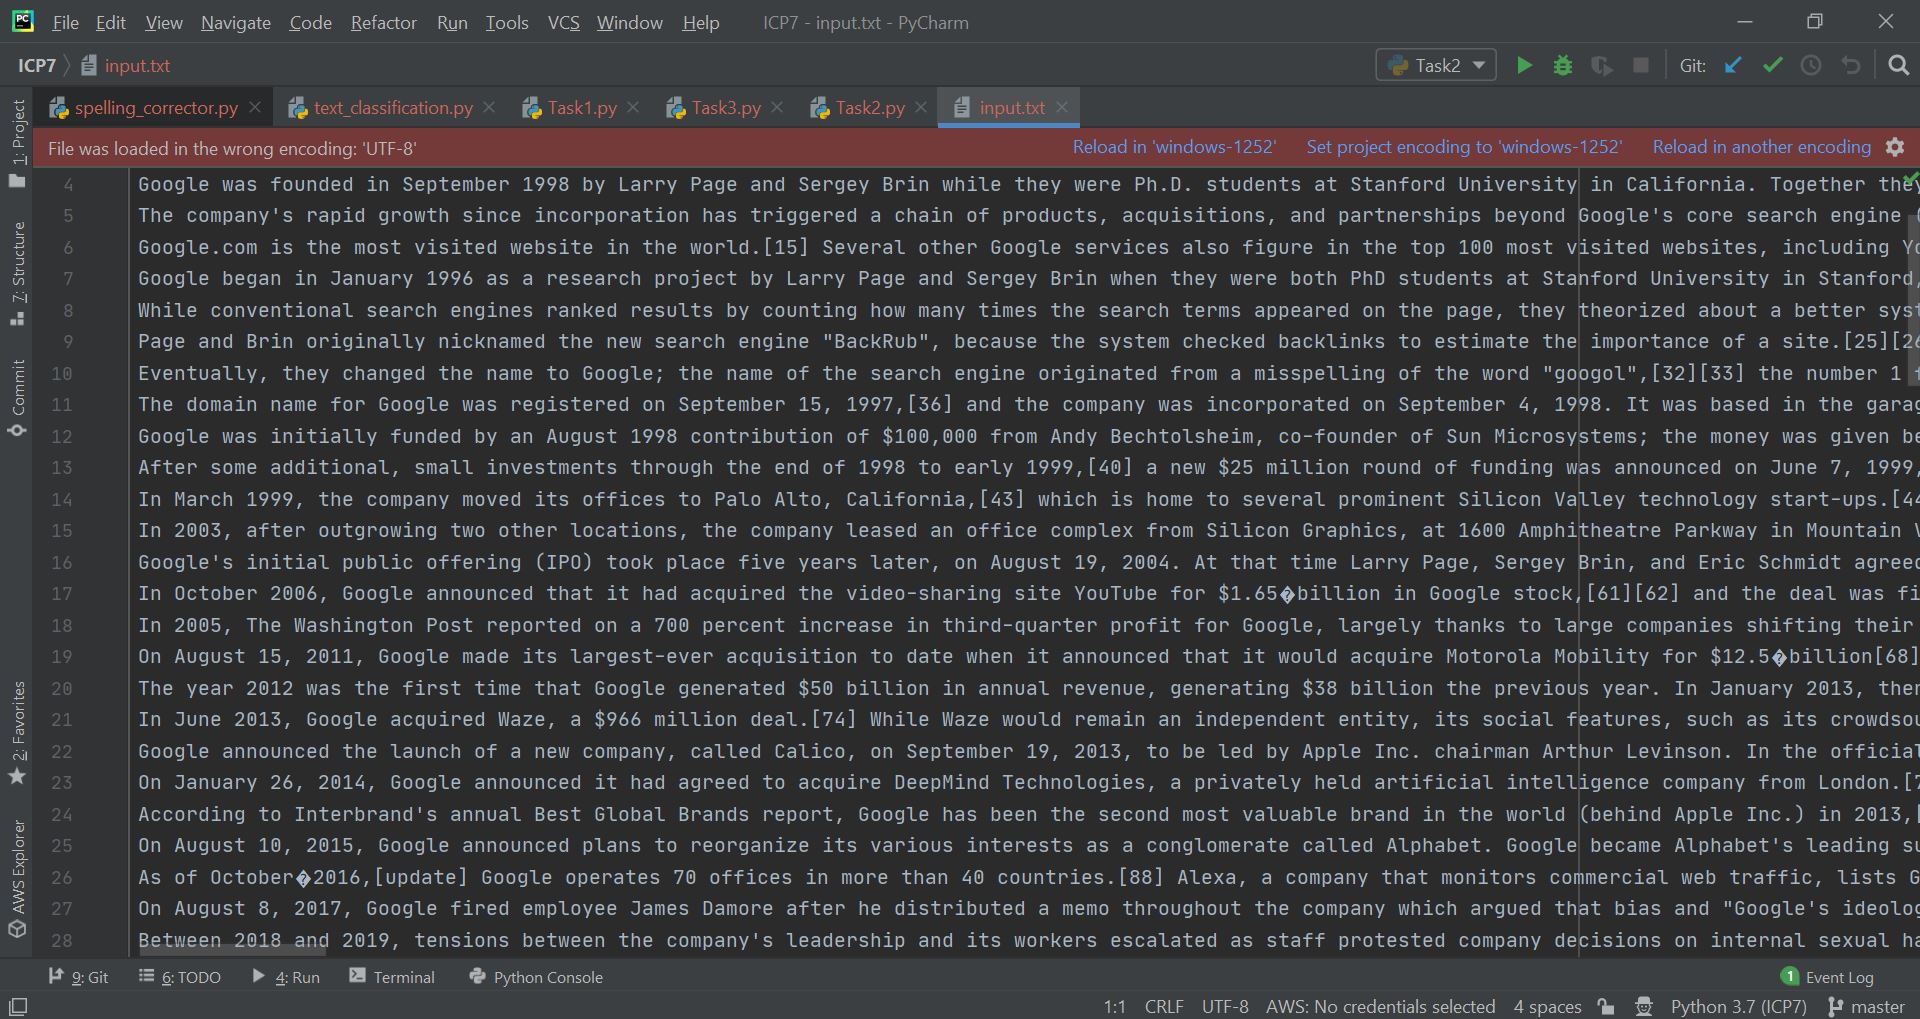 File Edit View Navigate Code Refactor Run Tools VCS Window Help ICP7 - input.txt - PyCharm
ICP7 input.txt Task2 Git:
spelling_corrector.py text_classification.py Task1.py Task3.py Task2.py input.txt
File was loaded in the wrong encoding: 'UTF-8' Reload in 'windows-1252' Set project encoding to 'windows-1252' Reload in another encoding
1: Project
7: Structure
Commit
2: Favorites
AWS Explorer
4 Google was founded in September 1998 by Larry Page and Sergey Brin while they were Ph.D. students at Stanford University in California. Together they
5 The company's rapid growth since incorporation has triggered a chain of products, acquisitions, and partnerships beyond Google's core search engine
6 Google.com is the most visited website in the world.[15] Several other Google services also figure in the top 100 most visited websites, including
7 Google began in January 1996 as a research project by Larry Page and Sergey Brin when they were both PhD students at Stanford University in Stanford,
8 While conventional search engines ranked results by counting how many times the search terms appeared on the page, they theorized about a better syst
9 Page and Brin originally nicknamed the new search engine "BackRub", because the system checked backlinks to estimate the importance of a site.[25][26
10 Eventually, they changed the name to Google; the name of the search engine originated from a misspelling of the word "googol",[32][33] the number 1
11 The domain name for Google was registered on September 15, 1997,[36] and the company was incorporated on September 4, 1998. It was based in the garag
12 Google was initially funded by an August 1998 contribution of $100,000 from Andy Bechtolsheim, co-founder of Sun Microsystems; the money was given be
13 After some additional, small investments through the end of 1998 to early 1999,[40] a new $25 million round of funding was announced on June 7, 1999,
14 In March 1999, the company moved its offices to Palo Alto, California,[43] which is home to several prominent Silicon Valley technology start-ups.[44
15 In 2003, after outgrowing two other locations, the company leased an office complex from Silicon Graphics, at 1600 Amphitheatre Parkway in Mountain V
16 Google's initial public offering (IPO) took place five years later, on August 19, 2004. At that time Larry Page, Sergey Brin, and Eric Schmidt agreed
17 In October 2006, Google announced that it had acquired the video-sharing site YouTube for $1.65�billion in Google stock,[61][62] and the deal was fi
18 In 2005, The Washington Post reported on a 700 percent increase in third-quarter profit for Google, largely thanks to large companies shifting their
19 On August 15, 2011, Google made its largest-ever acquisition to date when it announced that it would acquire Motorola Mobility for $12.5�billion[68]
20 The year 2012 was the first time that Google generated $50 billion in annual revenue, generating $38 billion the previous year. In January 2013, ther
21 In June 2013, Google acquired Waze, a $966 million deal.[74] While Waze would remain an independent entity, its social features, such as its crowdsou
22 Google announced the launch of a new company, called Calico, on September 19, 2013, to be led by Apple Inc. chairman Arthur Levinson. In the official
23 On January 26, 2014, Google announced it had agreed to acquire DeepMind Technologies, a privately held artificial intelligence company from London.[7
24 According to Interbrand's annual Best Global Brands report, Google has been the second most valuable brand in the world (behind Apple Inc.) in 2013,[
25 On August 10, 2015, Google announced plans to reorganize its various interests as a conglomerate called Alphabet. Google became Alphabet's leading su
26 As of October�2016,[update] Google operates 70 offices in more than 40 countries.[88] Alexa, a company that monitors commercial web traffic, lists G
27 On August 8, 2017, Google fired employee James Damore after he distributed a memo throughout the company which argued that bias and "Google's ideolog
28 Between 2018 and 2019, tensions between the company's leadership and its workers escalated as staff protested company decisions on internal sexual ha
9: Git 6: TODO 4: Run Terminal Python Console 1 Event Log
1:1 CRLF UTF-8 AWS: No credentials selected 4 spaces Python 3.7 (ICP7) master